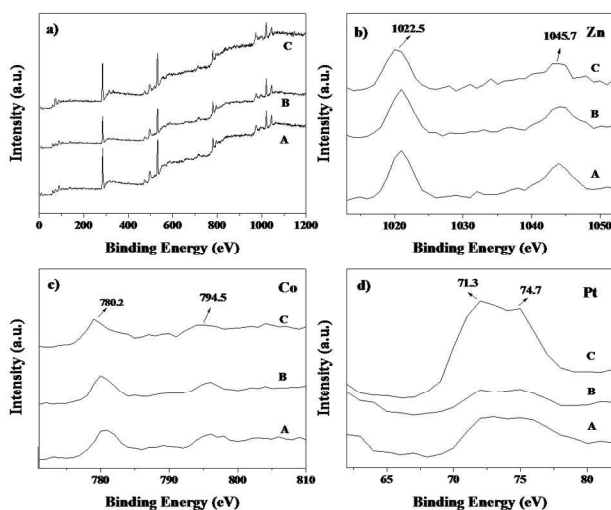 a)
C
B
A
Intensity (a.u.)
0 200 400 600 800 1000 1200
Binding Energy (eV)
b)
1022.5
1045.7
Zn
C
B
A
Intensity (a.u.)
1020 1030 1040 1050
Binding Energy (eV)
c)
780.2
794.5
Co
C
B
A
Intensity (a.u.)
780 790 800 810
Binding Energy (eV)
d)
71.3
74.7
Pt
C
B
A
Intensity (a.u.)
65 70 75 80
Binding Energy (eV)